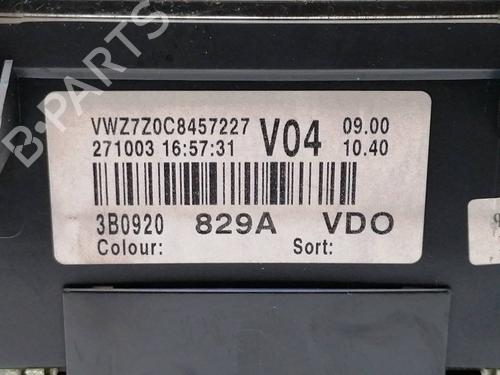 VWZ7Z0C8457227 V04 09.00
271003 16:57:31 10.40
3B0920 829A VDO
Colour: Sort:
B-PARTS